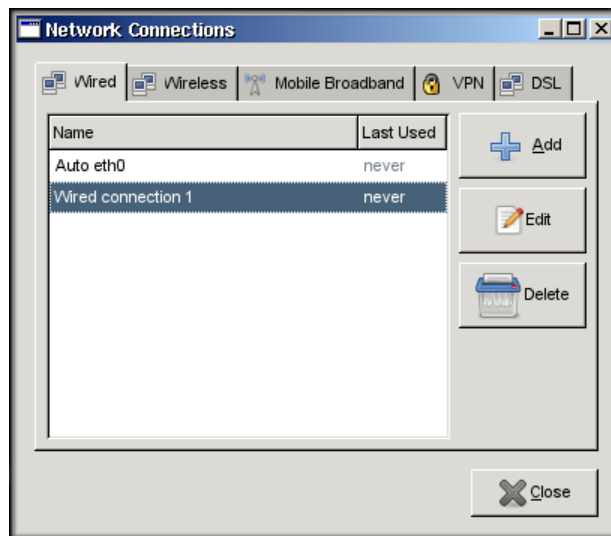 Network Connections
Wired Wireless Mobile Broadband VPN DSL
Name Last Used
Auto eth0 never
Wired connection 1 never
Add
Edit
Delete
Close